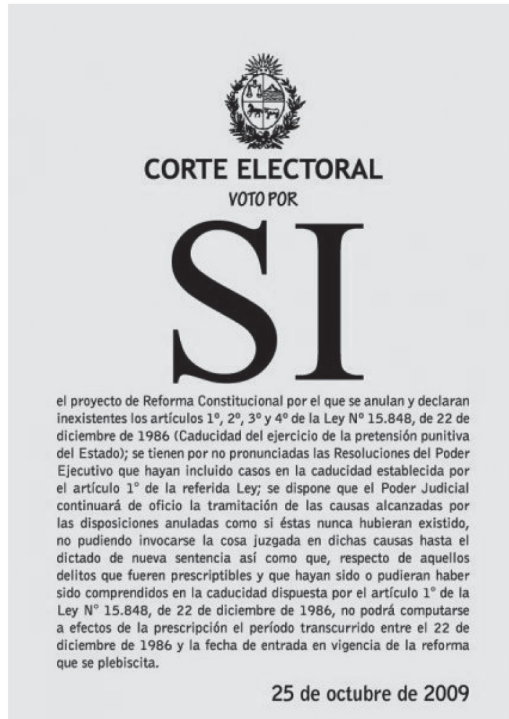 CORTE ELECTORAL
VOTO POR
SI
el proyecto de Reforma Constitucional por el que se anulan y declaran
inexistentes los artículos 1º, 2º, 3º y 4º de la Ley Nº 15.848, de 22 de
diciembre de 1986 (Caducidad del ejercicio de la pretensión punitiva
del Estado); se tienen por no pronunciadas las Resoluciones del Poder
Ejecutivo que hayan incluido casos en la caducidad establecida por
el artículo 1° de la referida Ley; se dispone que el Poder Judicial
continuará de oficio la tramitación de las causas alcanzadas por
las disposiciones anuladas como si éstas nunca hubieran existido,
no pudiendo invocarse la cosa juzgada en dichas causas hasta el
dictado de nueva sentencia así como que, respecto de aquellos
delitos que fueren prescriptibles y que hayan sido o pudieran haber
sido comprendidos en la caducidad dispuesta por el artículo 1° de la
Ley N° 15.848, de 22 de diciembre de 1986, no podrá computarse
a efectos de la prescripción el período transcurrido entre el 22 de
diciembre de 1986 y la fecha de entrada en vigencia de la reforma
que se plebiscita.
25 de octubre de 2009